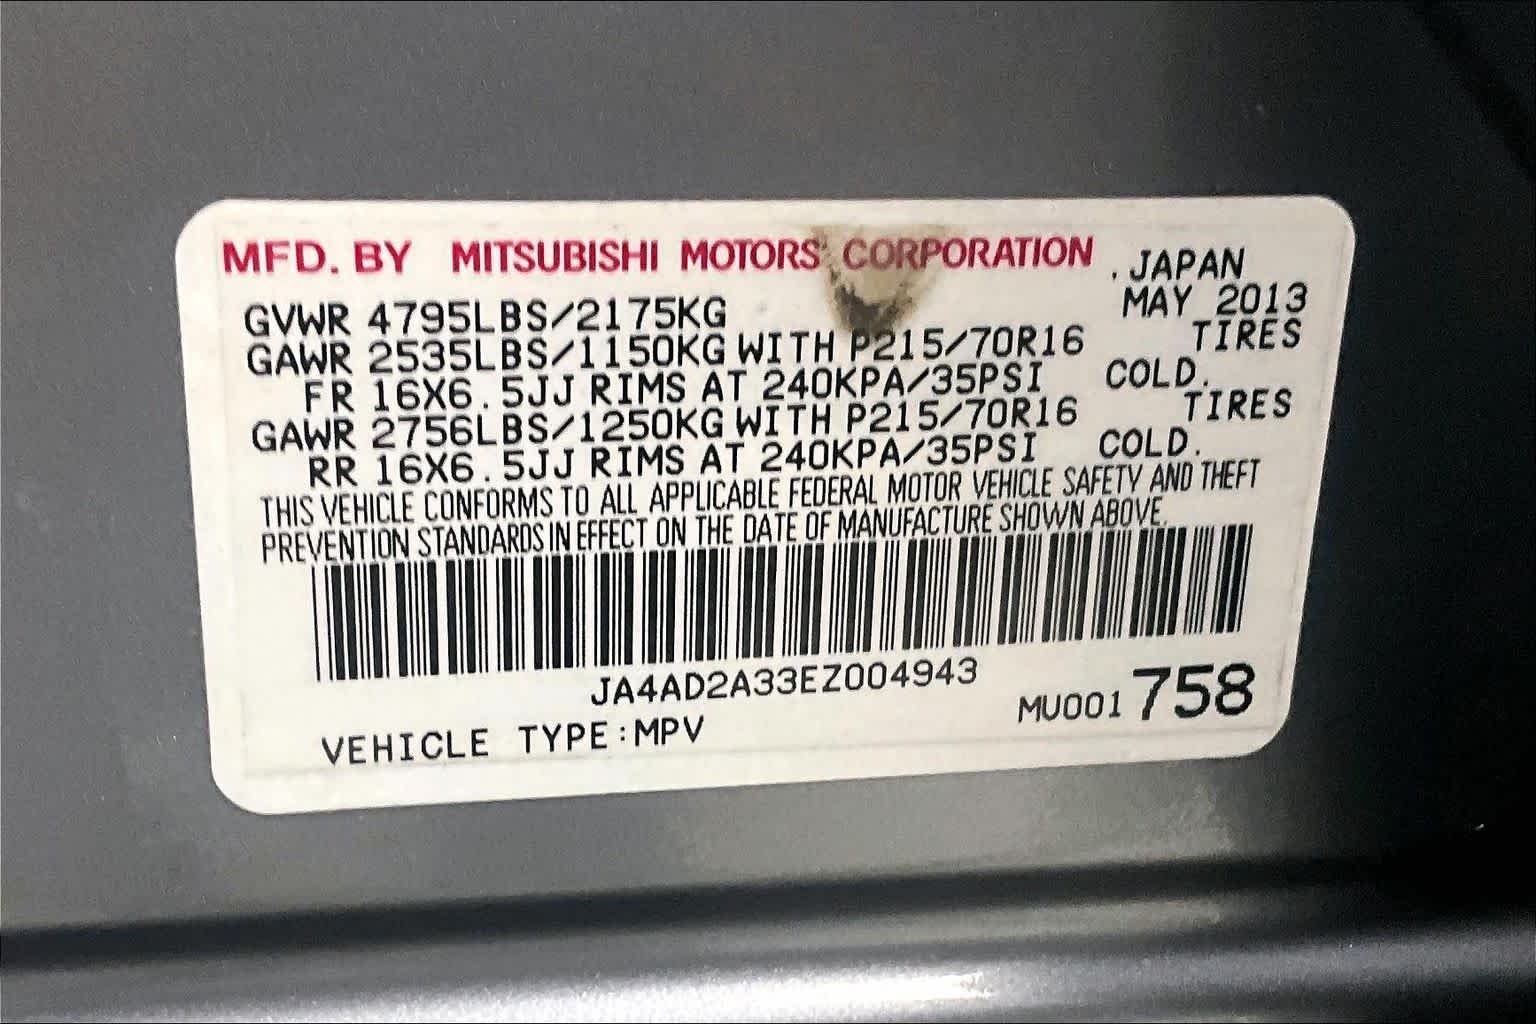 MFD. BY MITSUBISHI MOTORS CORPORATION , JAPAN
GVWR 4795LBS/2175KG MAY 2013
GAWR 2535LBS/1150KG WITH P215/70R16 TIRES
FR 16X6.5JJ RIMS AT 240KPA/35PSI COLD.
GAWR 2756LBS/1250KG WITH P215/70R16 TIRES
RR 16X6.5JJ RIMS AT 240KPA/35PSI COLD.
THIS VEHICLE CONFORMS TO ALL APPLICABLE FEDERAL MOTOR VEHICLE SAFETY AND THEFT
PREVENTION STANDARDS IN EFFECT ON THE DATE OF MANUFACTURE SHOWN ABOVE.
JA4AD2A33EZ004943
MU001 758
VEHICLE TYPE:MPV